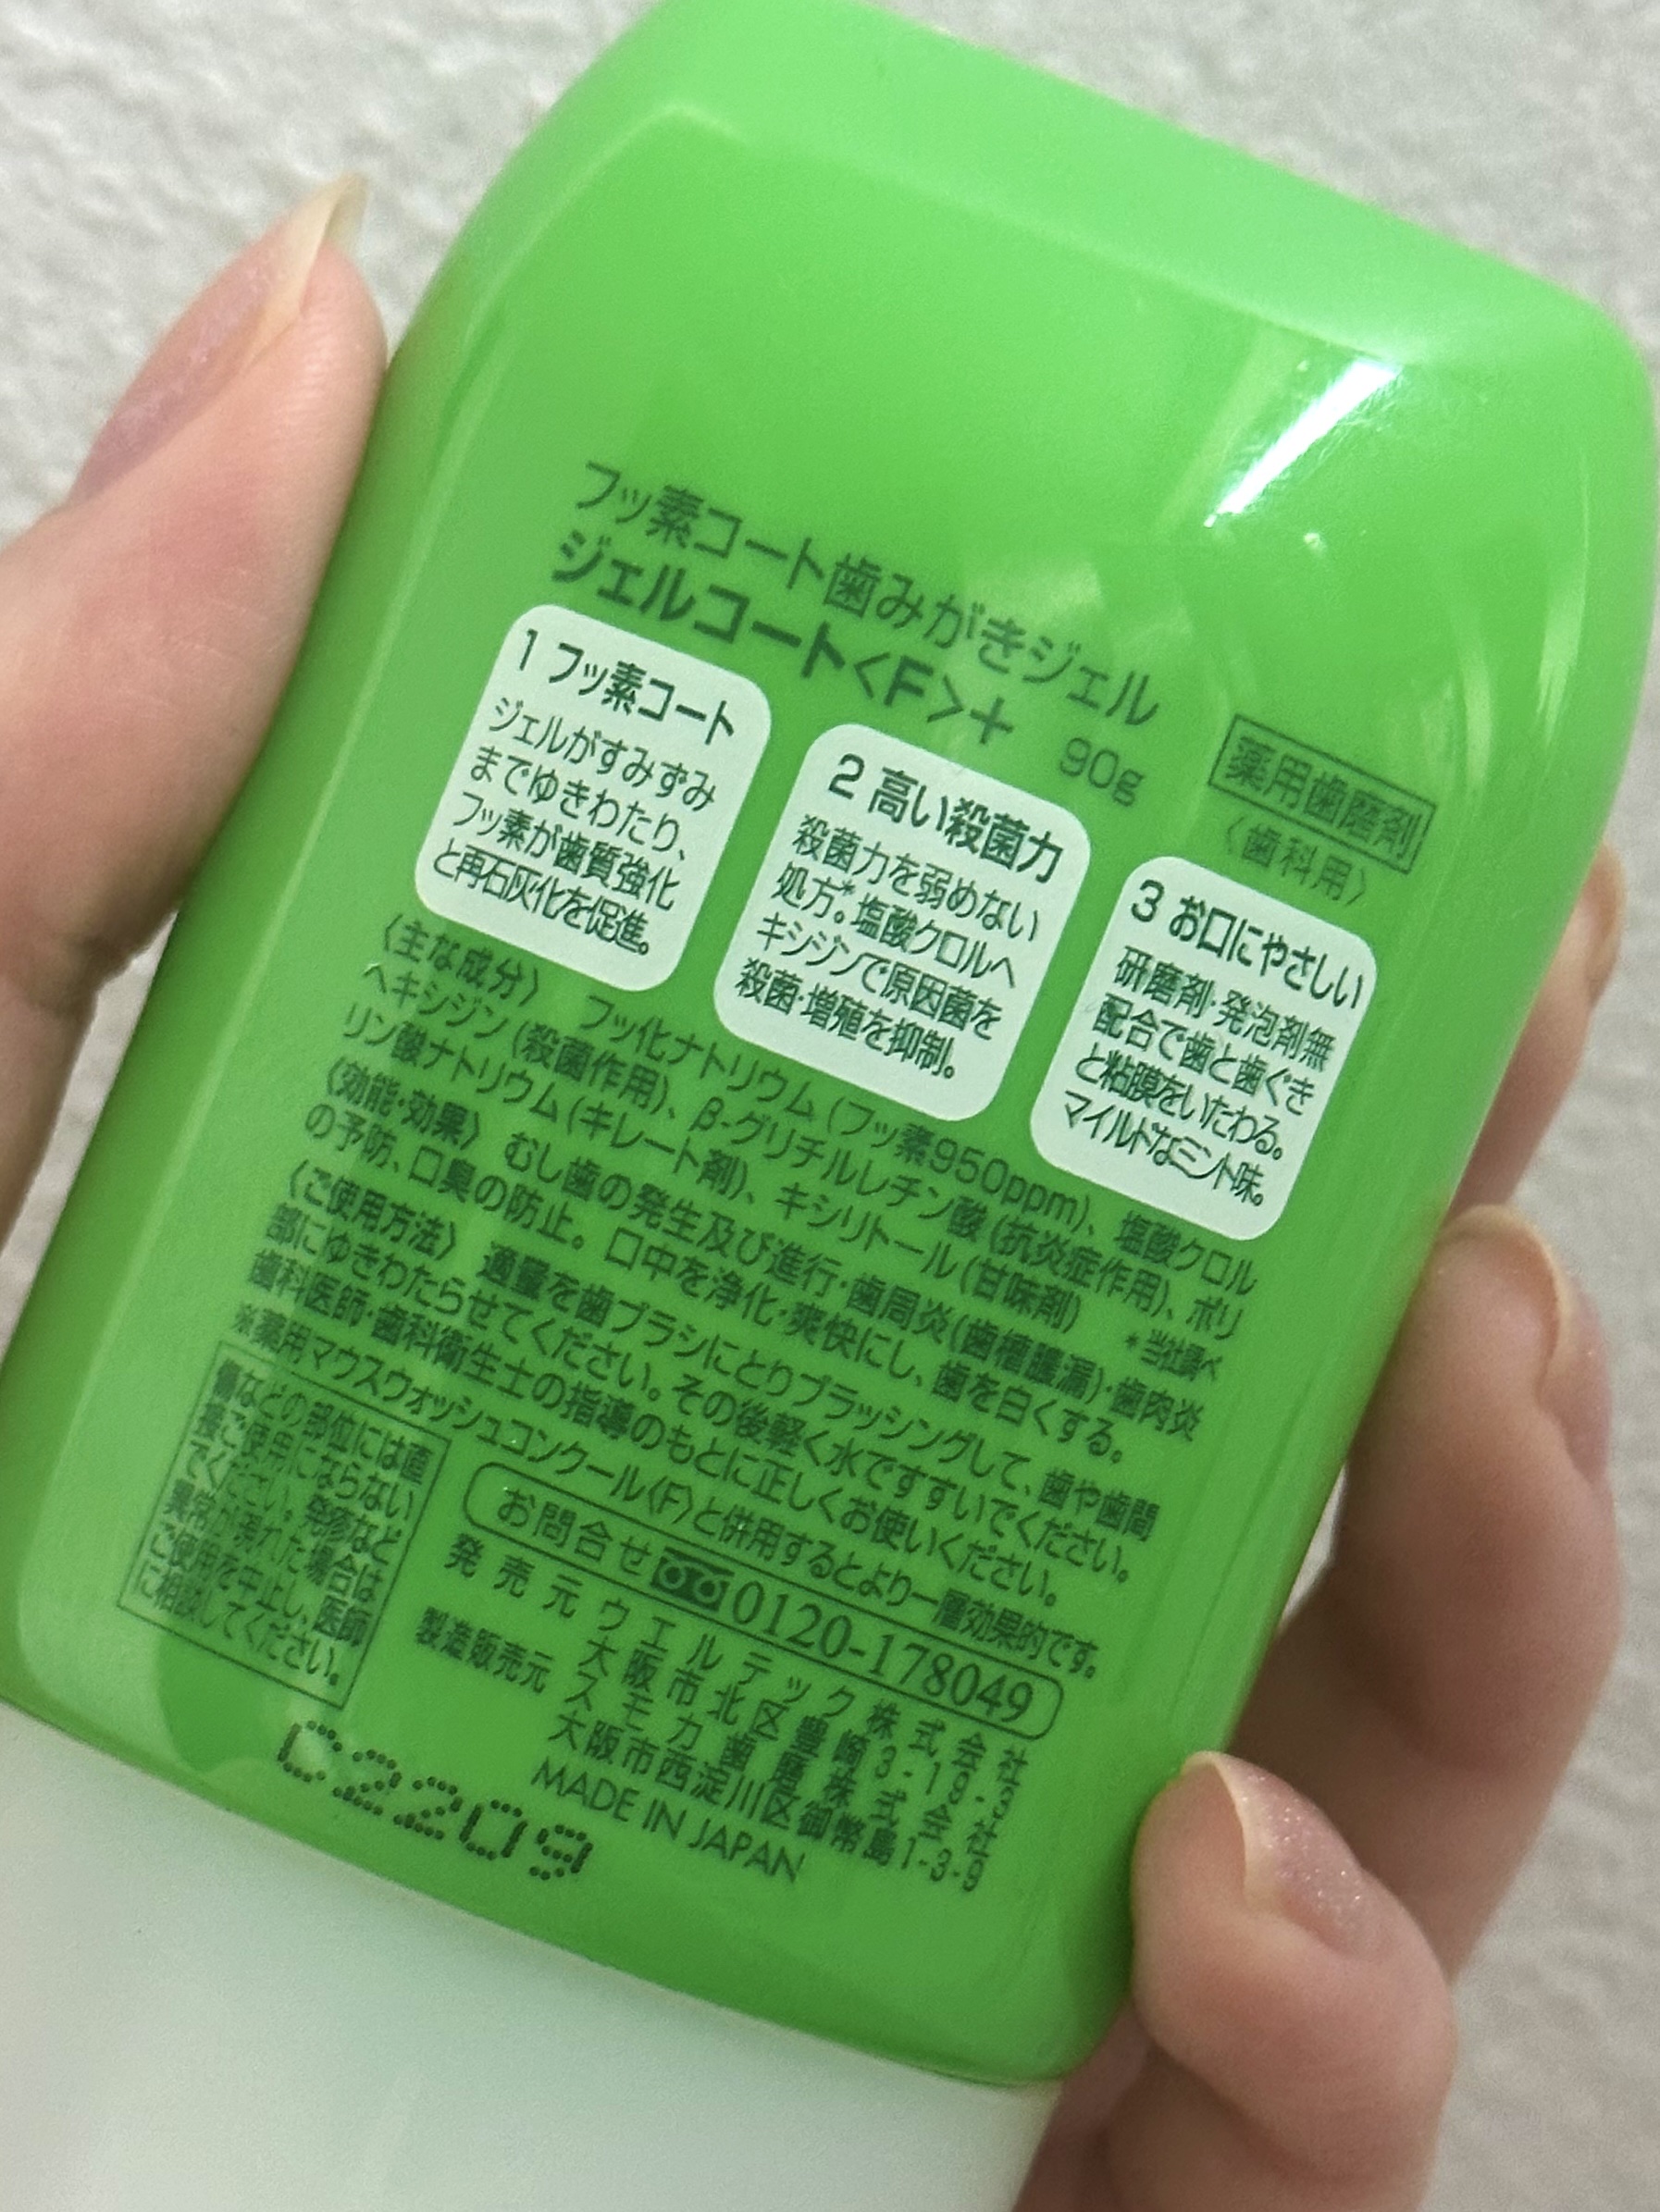 フッ素コート歯みがきジェル
ジェルコート〈F〉+ 90g
薬用歯磨剤
〈歯科用〉
1 フッ素コート
ジェルがすみずみ
までゆきわたり、
フッ素が歯質強化
と再石灰化を促進。
2 高い殺菌力
殺菌力を弱めない
処方*。塩酸クロルヘ
キシジンで原因菌を
殺菌・増殖を抑制。
3 お口にやさしい
研磨剤・発泡剤無
配合で歯と歯ぐき
と粘膜をいたわる。
マイルドなミント味。
〈主な成分〉 フッ化ナトリウム(フッ素950ppm)、塩酸クロル
ヘキシジン(殺菌作用)、β-グリチルレチン酸(抗炎症作用)、ポリ
リン酸ナトリウム(キレート剤)、キシリトール(甘味剤) *当社調べ
〈効能・効果〉 むし歯の発生及び進行・歯周炎(歯槽膿漏)・歯肉炎
の予防、口臭の防止。口中を浄化・爽快にし、歯を白くする。
〈ご使用方法〉 適量を歯ブラシにとりブラッシングして、歯や歯間
部にゆきわたらせてください。その後軽く水ですすいでください。
歯科医師・歯科衛生士の指導のもとに正しくお使いください。
※薬用マウスウォッシュコンクール〈F〉と併用するとより一層効果的です。
傷などの部位には直
接ご使用にならない
でください。発疹など
異常が現れた場合は
ご使用を中止し、医師
に相談してください。
お問合せ 0120-178049
発売元 ウエルテック株式会社
大阪市北区豊崎3-19-3
製造販売元 スモカ歯磨株式会社
大阪市西淀川区御幣島1-3-9
MADE IN JAPAN
C2209